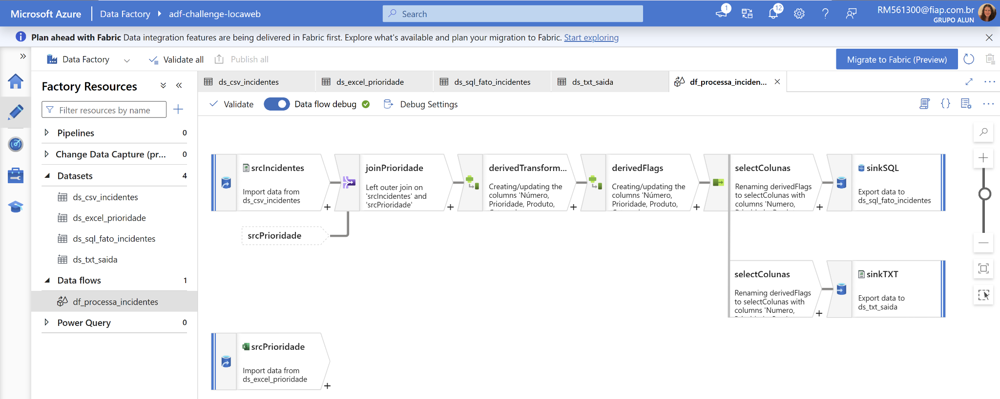 Microsoft Azure
Data Factory
adf-challenge-locaweb
Search
1
12
RM561300@fiap.com.br
GRUPO ALUN
Plan ahead with Fabric Data integration features are being delivered in Fabric first. Explore what's available and plan your migration to Fabric. Start exploring
Data Factory
Validate all
Publish all
Migrate to Fabric (Preview)
Factory Resources
Filter resources by name
Pipelines 0
Change Data Capture (pr... 0
Datasets 4
ds_csv_incidentes
ds_excel_prioridade
ds_sql_fato_incidentes
ds_txt_saida
Data flows 1
df_processa_incidentes
Power Query 0
ds_csv_incidentes
ds_excel_prioridade
ds_sql_fato_incidentes
ds_txt_saida
df_processa_inciden...
Validate
Data flow debug
Debug Settings
srcIncidentes
Import data from
ds_csv_incidentes
joinPrioridade
Left outer join on
'srcIncidentes' and
'srcPrioridade'
derivedTransform...
Creating/updating the
columns 'Número,
Prioridade, Produto,
derivedFlags
Creating/updating the
columns 'Número,
Prioridade, Produto,
selectColunas
Renaming derivedFlags
to selectColunas with
columns 'Numero,
sinkSQL
Export data to
ds_sql_fato_incidentes
srcPrioridade
selectColunas
Renaming derivedFlags
to selectColunas with
columns 'Numero,
sinkTXT
Export data to
ds_txt_saida
srcPrioridade
Import data from
ds_excel_prioridade